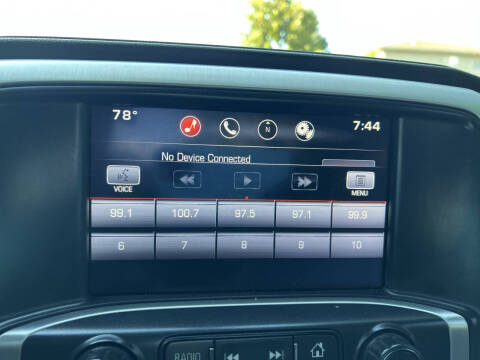 78° N 7:44
No Device Connected
VOICE MENU
99.1 100.7 97.5 97.1 99.9
6 7 8 9 10
RADIO